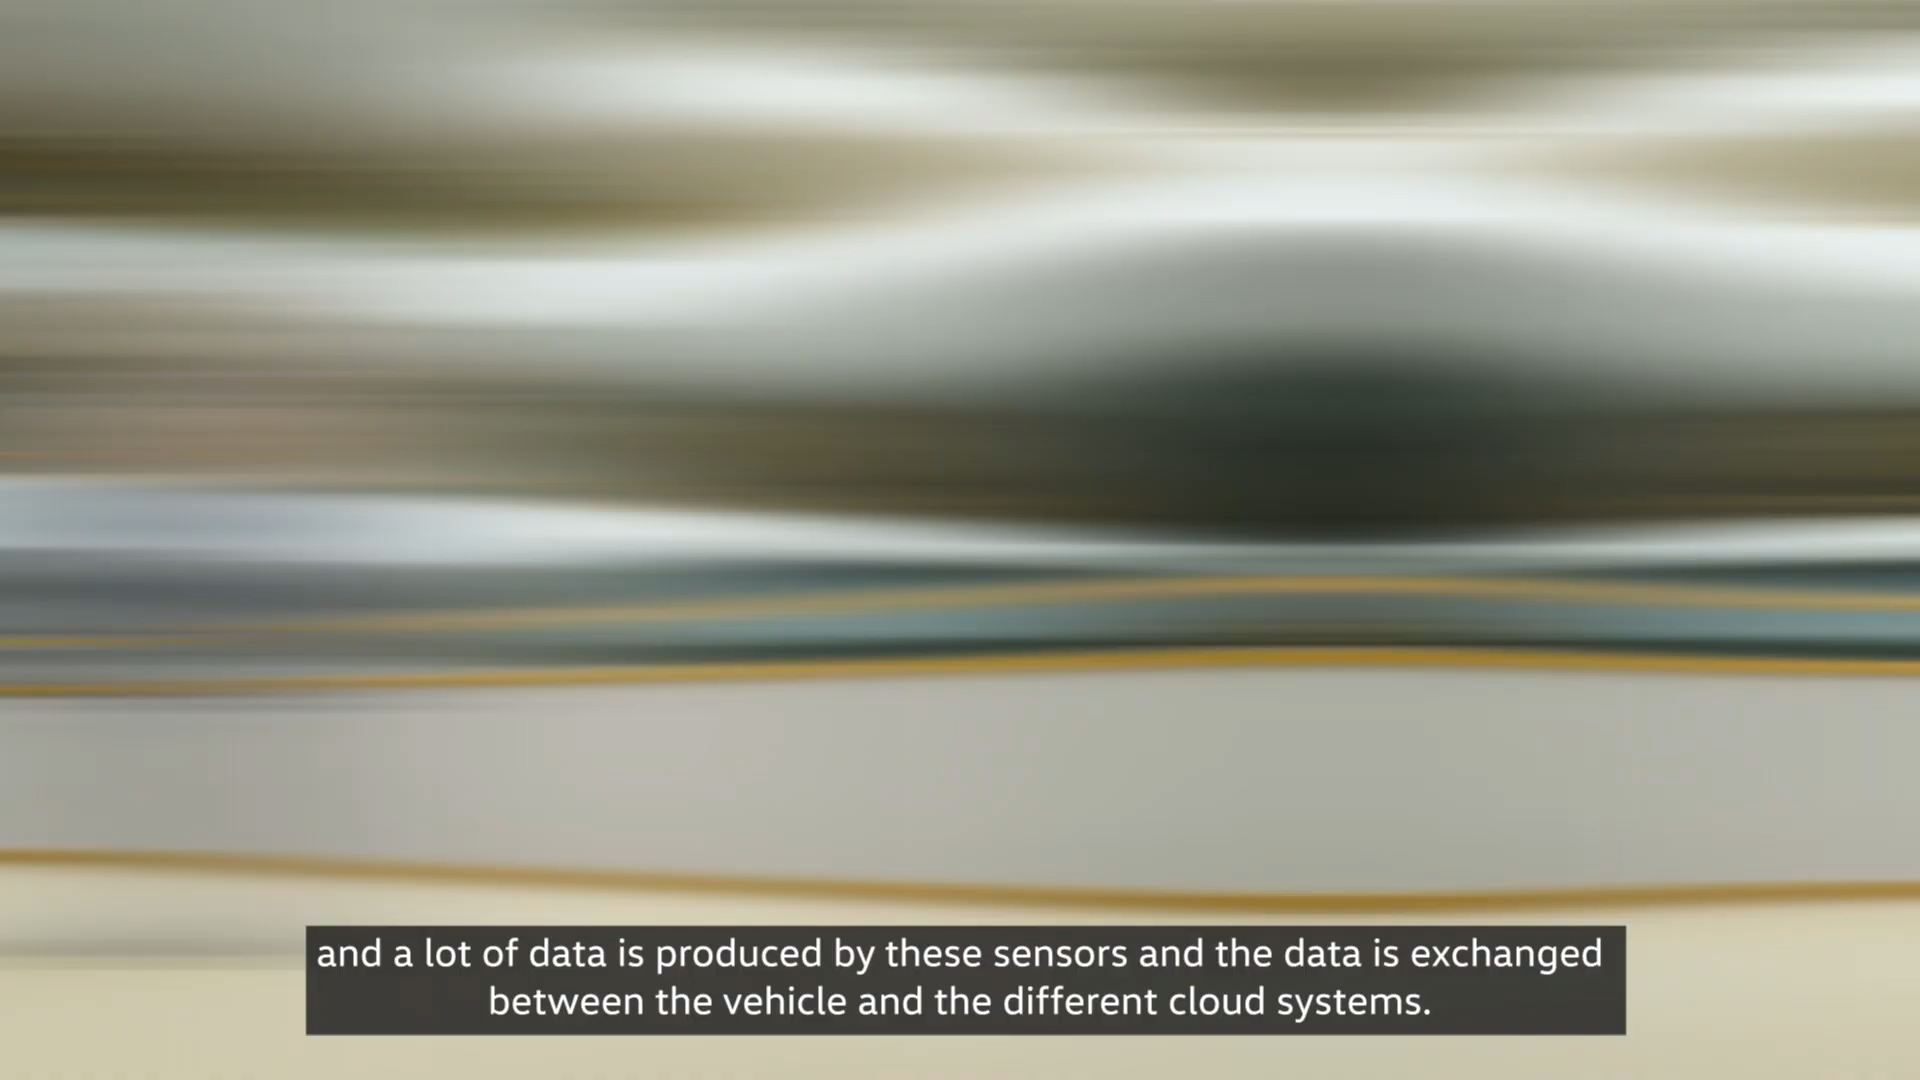 and a lot of data is produced by these sensors and the data is exchanged
between the vehicle and the different cloud systems.